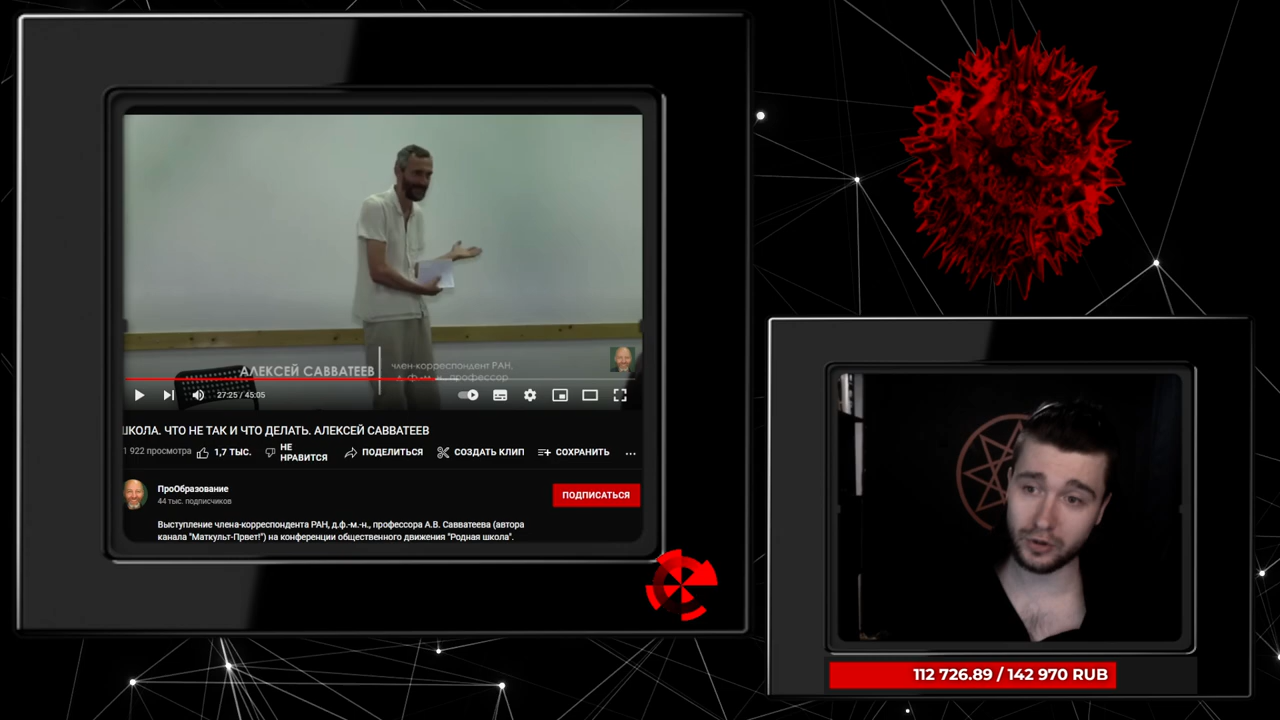 АЛЕКСЕЙ САВВАТЕЕВ
член-корреспондент РАН,
д.ф.-м.н., профессор
27:25 / 45:05
ШКОЛА. ЧТО НЕ ТАК И ЧТО ДЕЛАТЬ. АЛЕКСЕЙ САВВАТЕЕВ
1 922 просмотра
1,7 ТЫС.
НЕ
НРАВИТСЯ
ПОДЕЛИТЬСЯ
СОЗДАТЬ КЛИП
СОХРАНИТЬ
ПроОбразование
44 тыс. подписчиков
ПОДПИСАТЬСЯ
Выступление члена-корреспондента РАН, д.ф.-м.н., профессора А.В. Савватеева (автора
канала "Маткульт-Првет!") на конференции общественного движения "Родная школа".
112 726.89 / 142 970 RUB